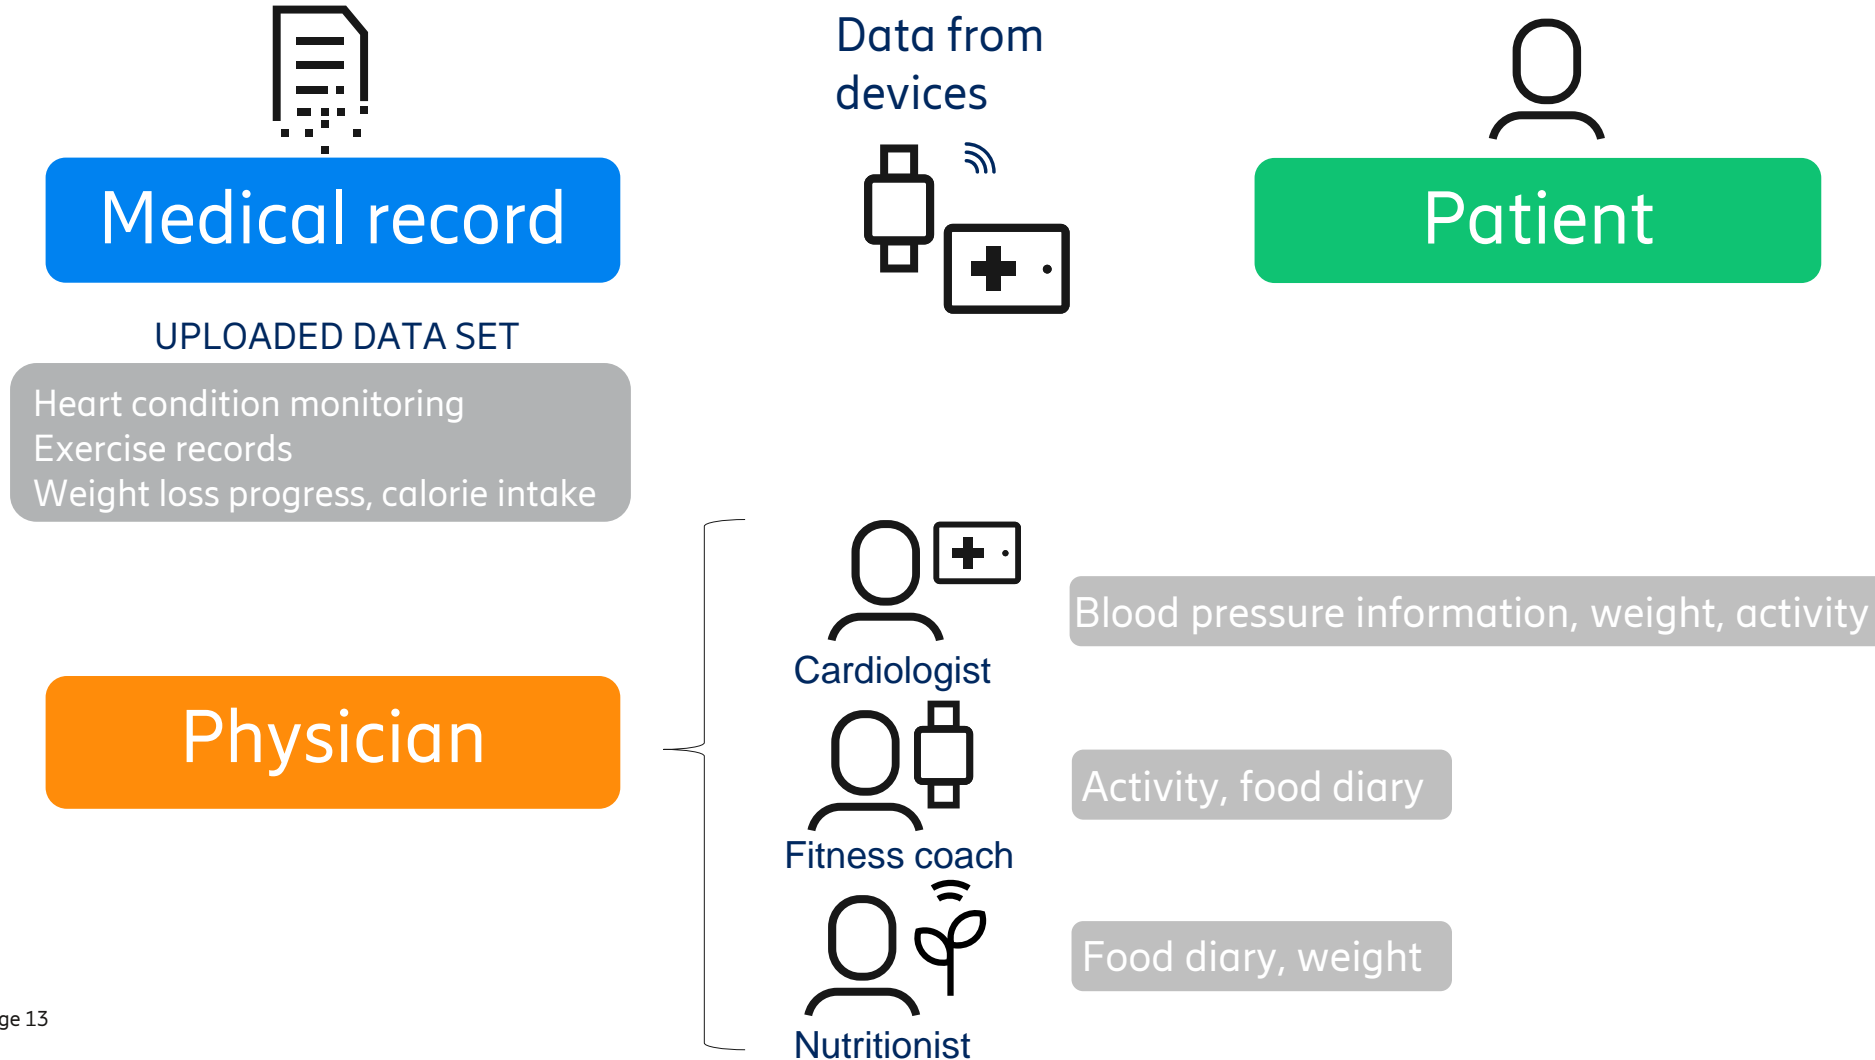 Data from
devices
Medical record
Patient
UPLOADED DATA SET
Heart condition monitoring
Exercise records
Weight loss progress, calorie intake
Blood pressure information, weight, activity
Cardiologist
Physician
Activity, food diary
Fitness coach
Food diary, weight
ge 13
Nutritionist